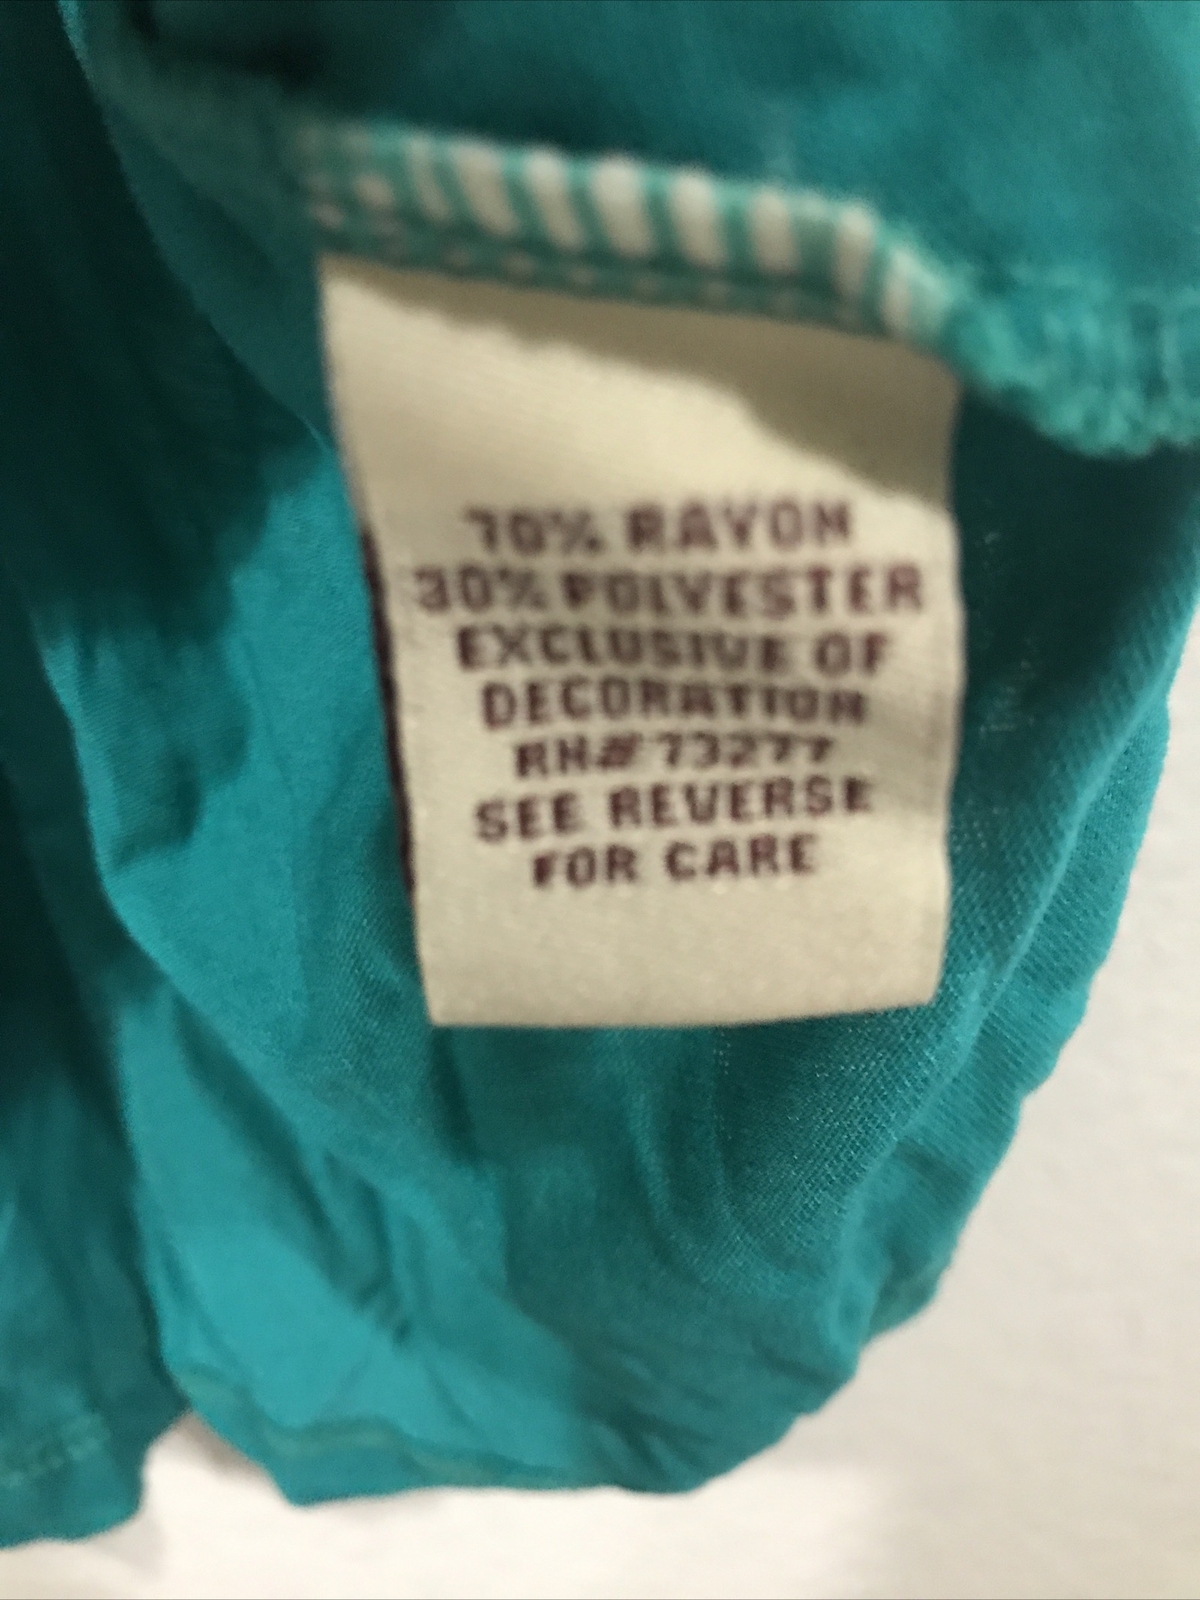 70% RAYON
30% POLYESTER
EXCLUSIVE OF
DECORATION
RN# 73277
SEE REVERSE
FOR CARE